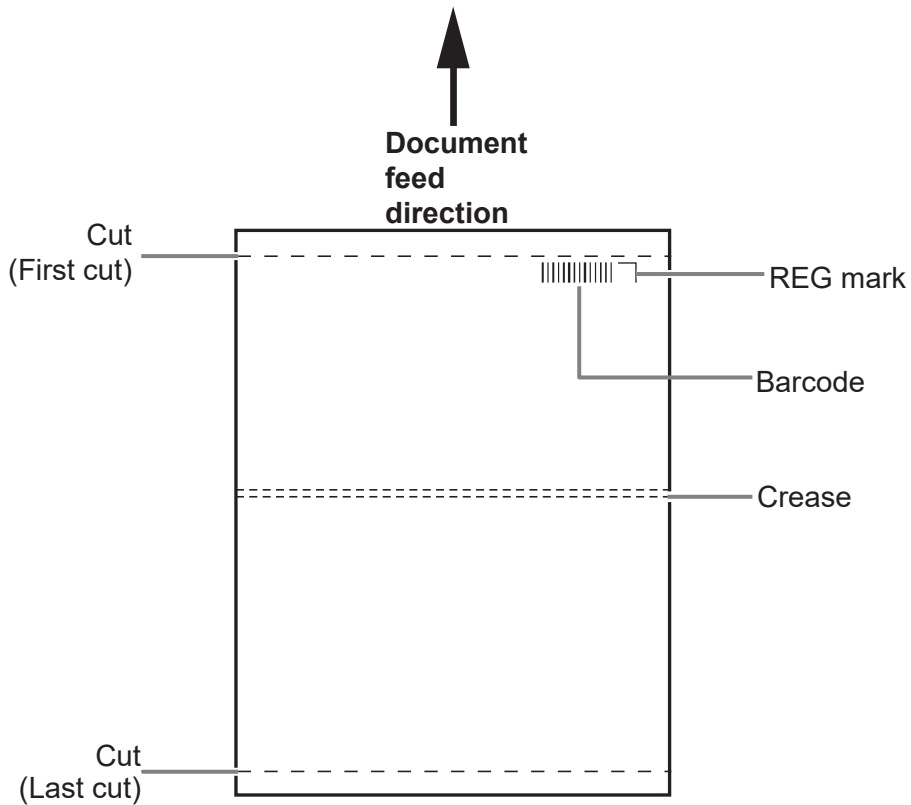 Document
feed
direction
Cut
(First cut)
REG mark
Barcode
Crease
Cut
(Last cut)